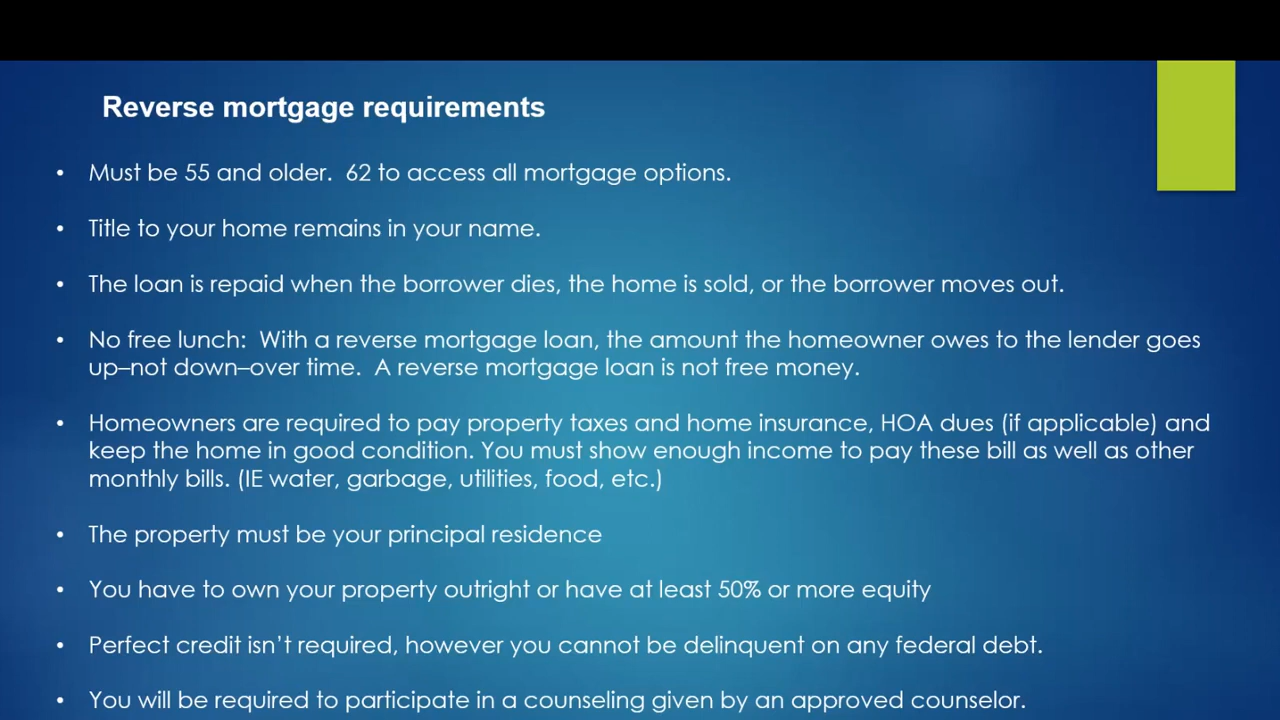 Reverse mortgage requirements
• Must be 55 and older.  62 to access all mortgage options.
• Title to your home remains in your name.
• The loan is repaid when the borrower dies, the home is sold, or the borrower moves out.
• No free lunch:  With a reverse mortgage loan, the amount the homeowner owes to the lender goes
up–not down–over time.  A reverse mortgage loan is not free money.
• Homeowners are required to pay property taxes and home insurance, HOA dues (if applicable) and
keep the home in good condition. You must show enough income to pay these bill as well as other
monthly bills. (IE water, garbage, utilities, food, etc.)
• The property must be your principal residence
• You have to own your property outright or have at least 50% or more equity
• Perfect credit isn’t required, however you cannot be delinquent on any federal debt.
• You will be required to participate in a counseling given by an approved counselor.